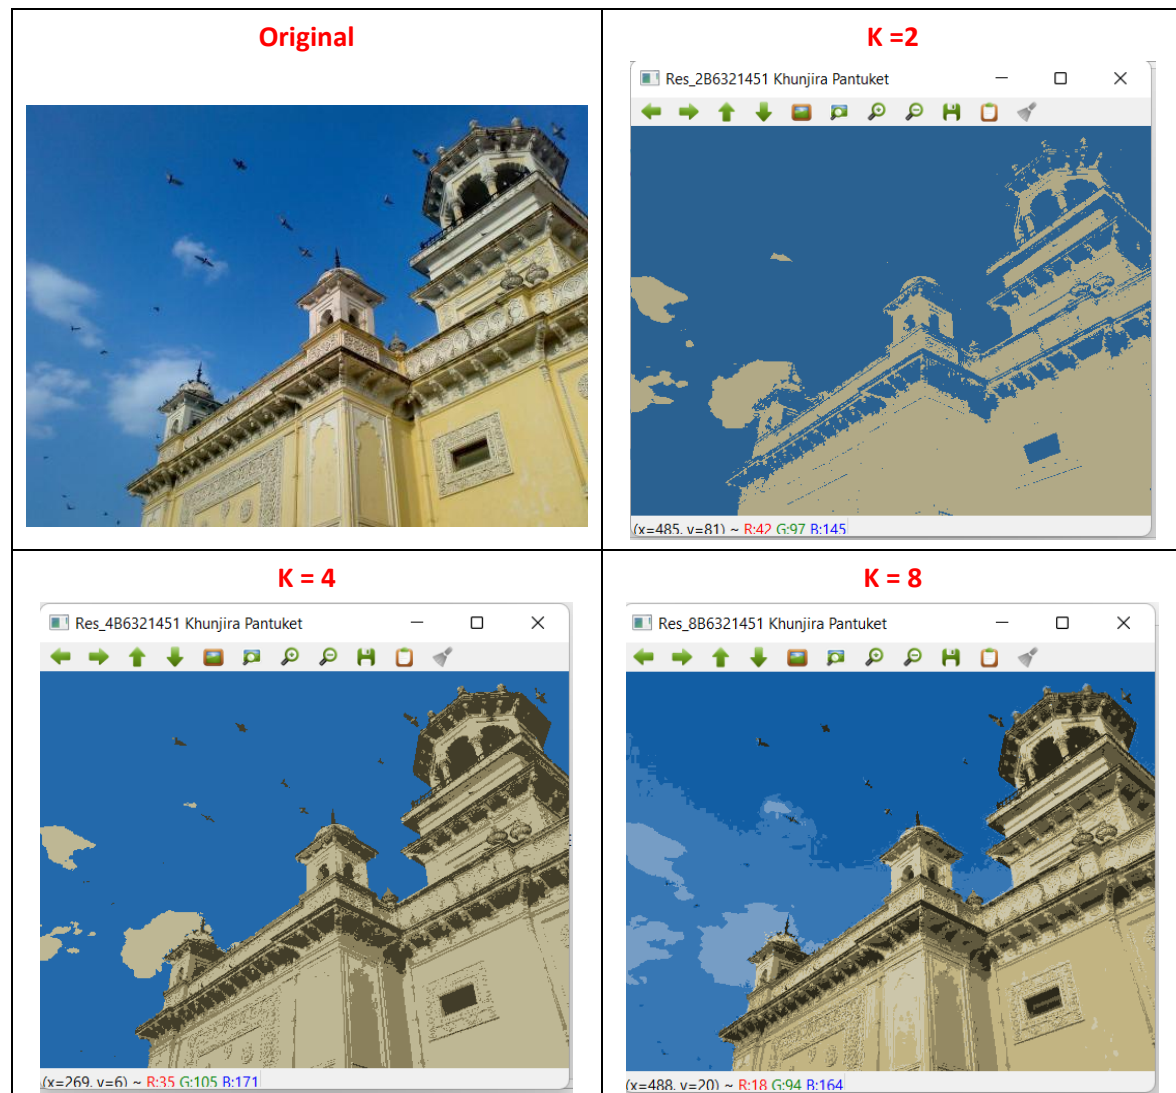 Original
K =2
Res_2B6321451 Khunjira Pantuket
(x=485, y=81) ~ R:42 G:97 B:145
K = 4
Res_4B6321451 Khunjira Pantuket
(x=269, y=6) ~ R:35 G:105 B:171
K = 8
Res_8B6321451 Khunjira Pantuket
(x=488, y=20) ~ R:18 G:94 B:164